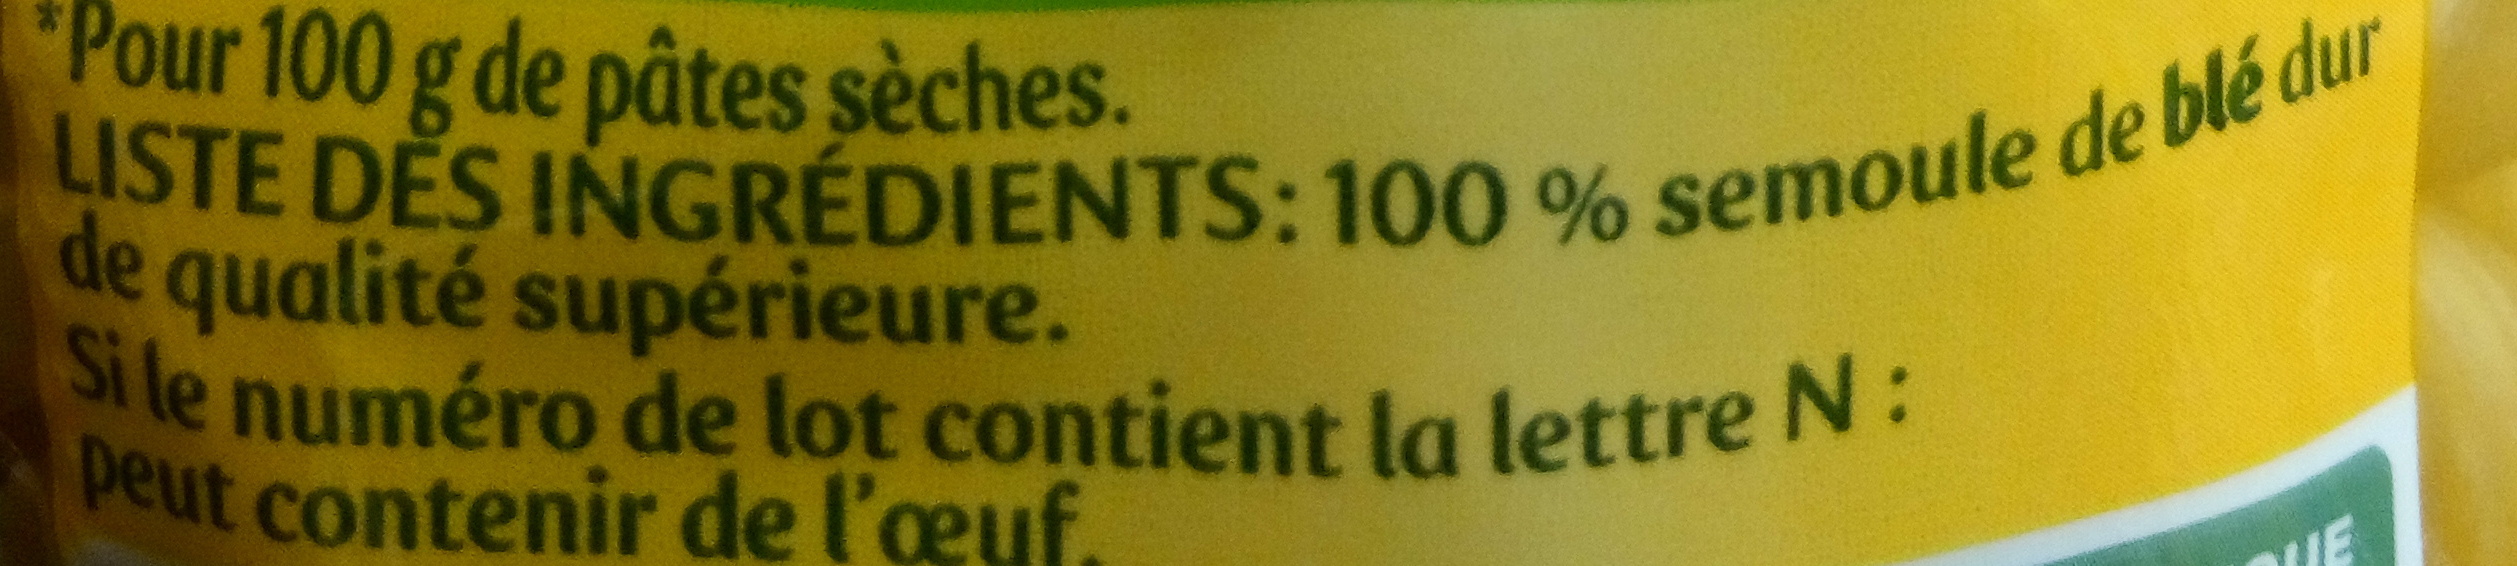 *Pour 100 g de pâtes sèches.
LISTE DES INGRÉDIENTS: 100 % semoule de blé dur
de qualité supérieure.
Si le numéro de lot contient la lettre N :
peut contenir de l'œuf.